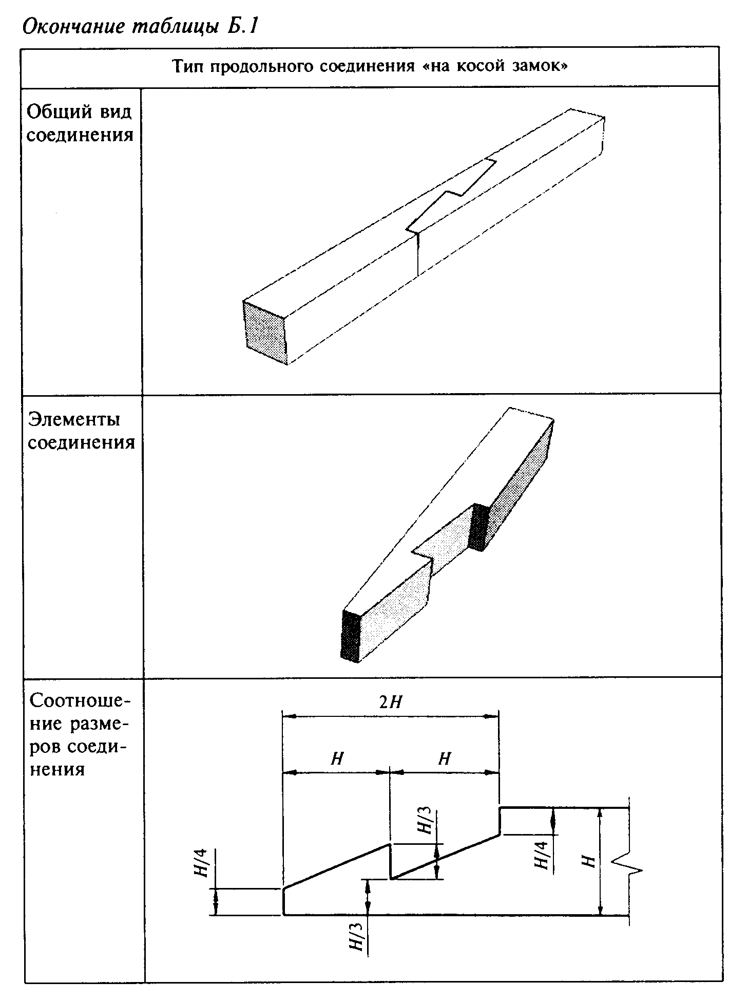 Окончание таблицы Б.1
Тип продольного соединения «на косой замок»
Общий вид
соединения
Элементы
соединения
Соотноше-
ние разме-
ров соеди-
нения
2H
H
H
H/3
H/4
H/4
H
H/3